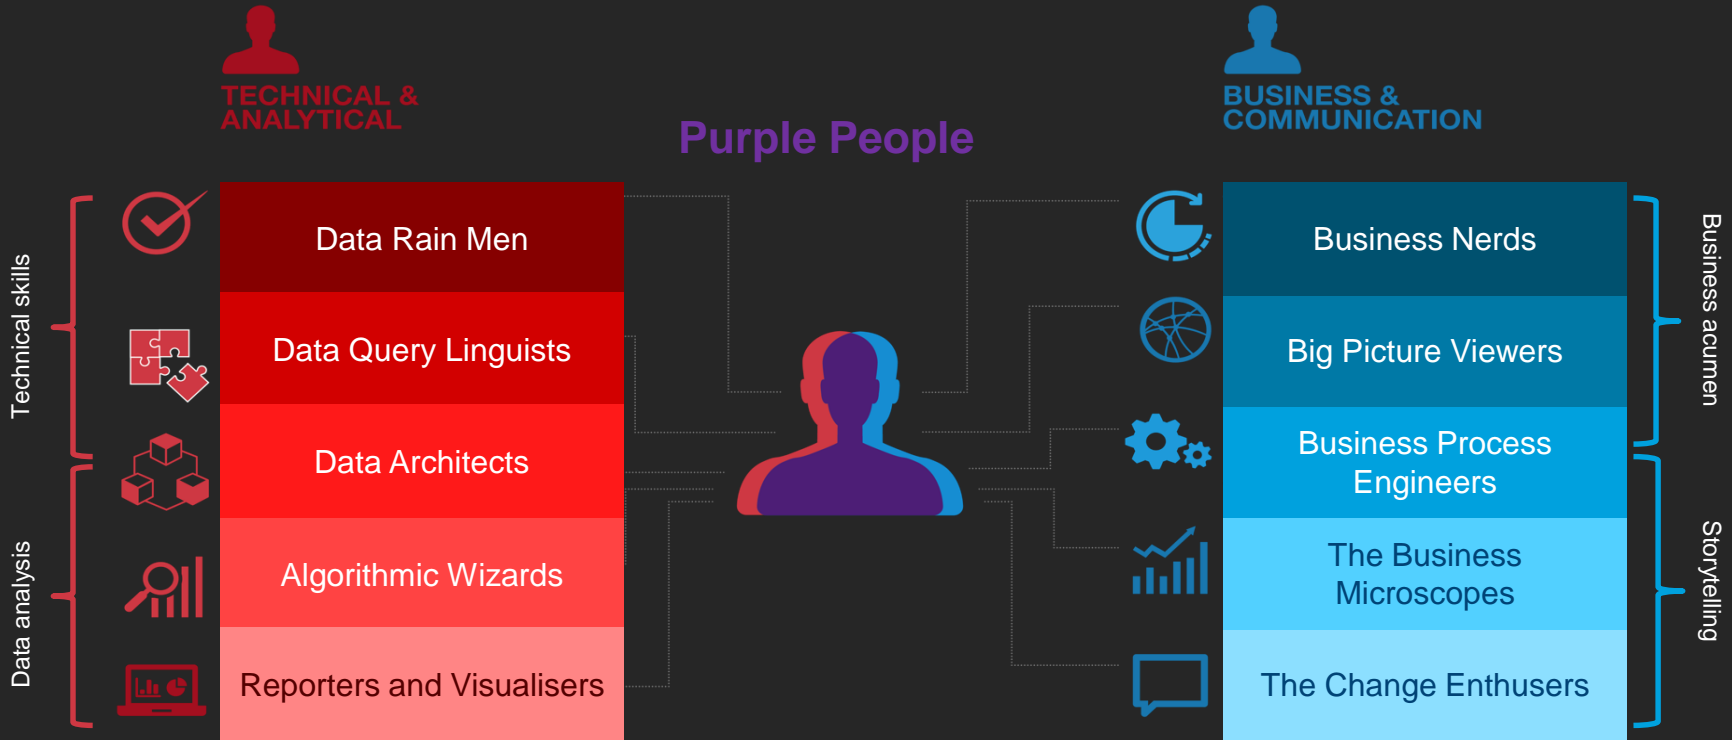 TECHNICAL &
ANALYTICAL
Purple People
BUSINESS &
COMMUNICATION
Technical skills
Data analysis
Data Rain Men
Data Query Linguists
Data Architects
Algorithmic Wizards
Reporters and Visualisers
Business Nerds
Big Picture Viewers
Business Process
Engineers
The Business
Microscopes
The Change Enthusers
Business acumen
Storytelling